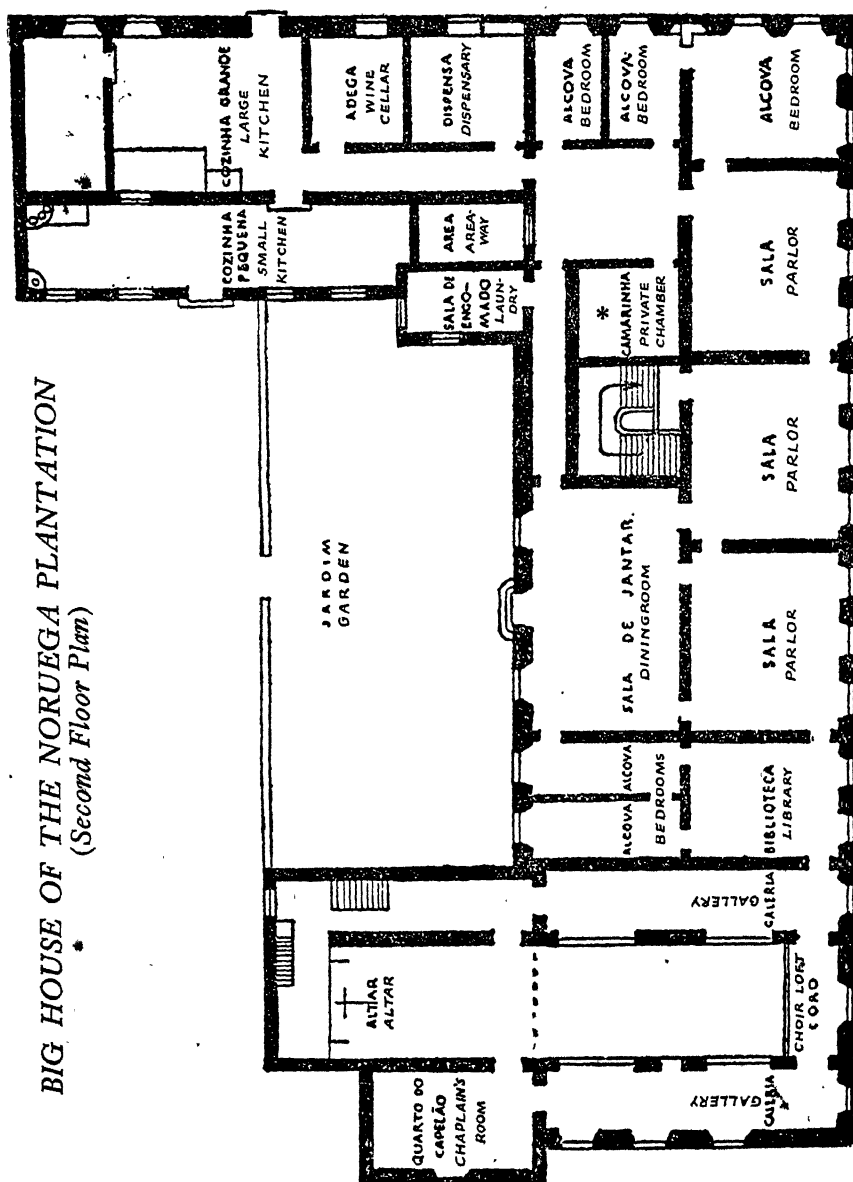 BIG HOUSE OF THE NORUEGA PLANTATION
(Second Floor Plan)
*
COZINHA GRANDE
LARGE
KITCHEN
ADEGA
WINE
CELLAR
DISPENSA
DISPENSARY
ALCOVA
BEDROOM
ALCOVA
BEDROOM
ALCOVA
BEDROOM
COZINHA
PEQUENA
SMALL
KITCHEN
AREA
AREA-
WAY
SALA DE
ENGO-
MADO
LAUN-
DRY
*
CAMARINHA
PRIVATE
CHAMBER
SALA
PARLOR
SALA
PARLOR
JARDIM
GARDEN
SALA DE JANTAR.
DININGROOM
SALA
PARLOR
ALCOVA
ALCOVA
BEDROOMS
BIBLIOTECA
LIBRARY
GALLERY
GALERIA
ALTAR
ALTAR
CHOIR LOFT
CORO
QUARTO DO
CAPELÃO
CHAPLAIN'S
ROOM
GALLERY
GALERIA